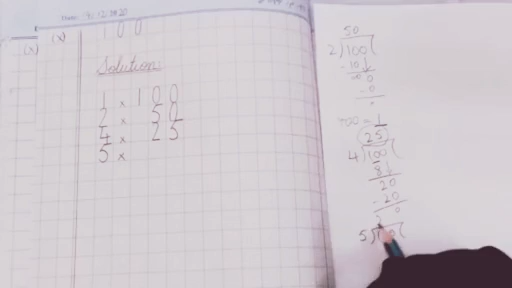 (x) (x) 100
Solution:
1 x 100
2 x 50
4 x 25
5 x
50
2)100(
-10↓
00
-0
25
4)100(
8↓
20
-20
0
5)100(